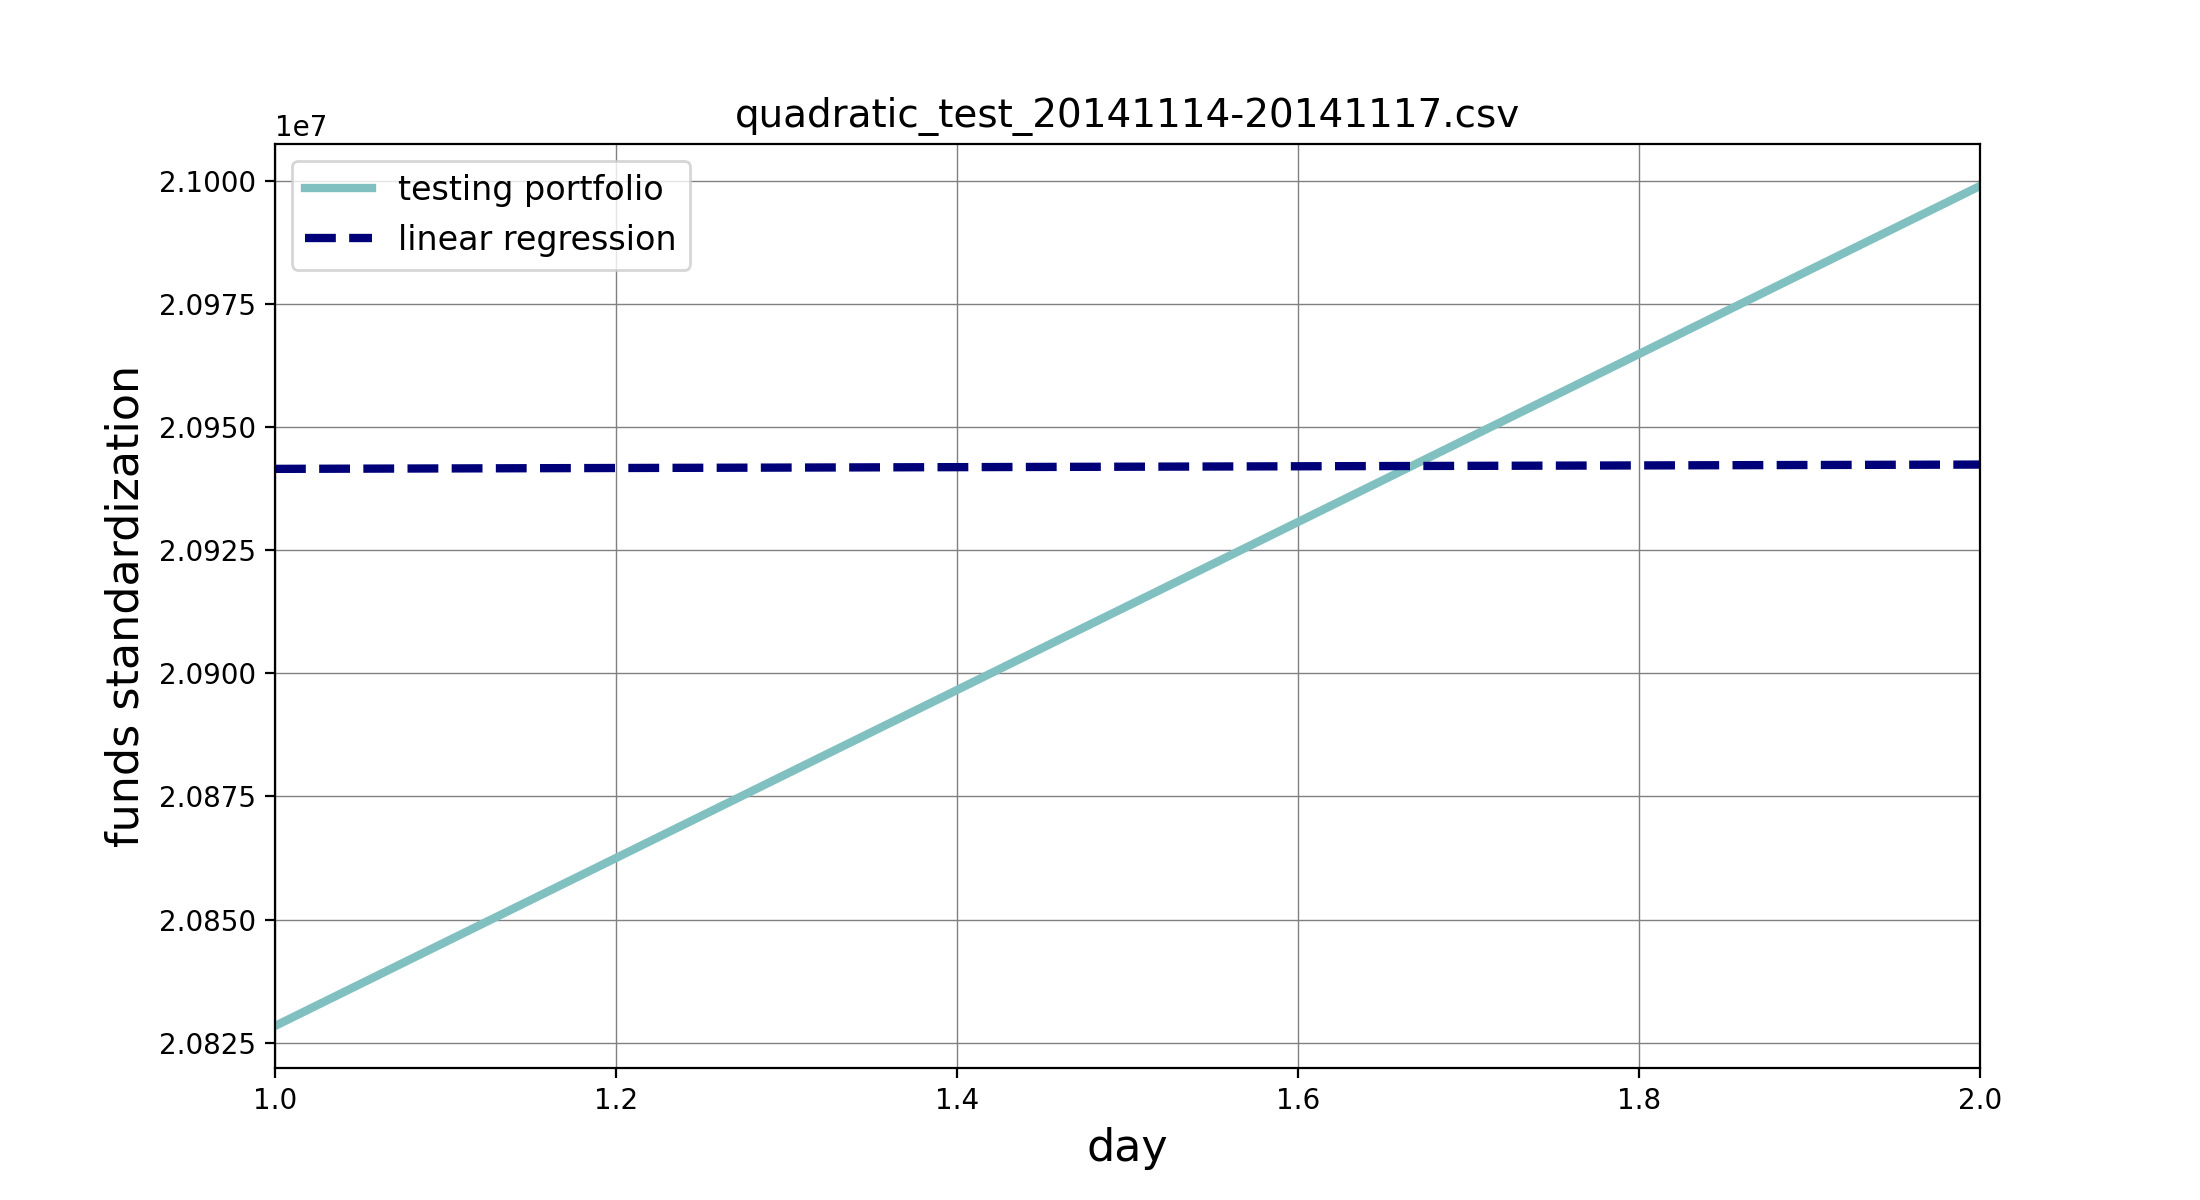 quadratic_test_20141114-20141117.csv
1e7
testing portfolio
linear regression
2.1000
2.0975
2.0950
2.0925
2.0900
2.0875
2.0850
2.0825
funds standardization
1.0 1.2 1.4 1.6 1.8 2.0
day